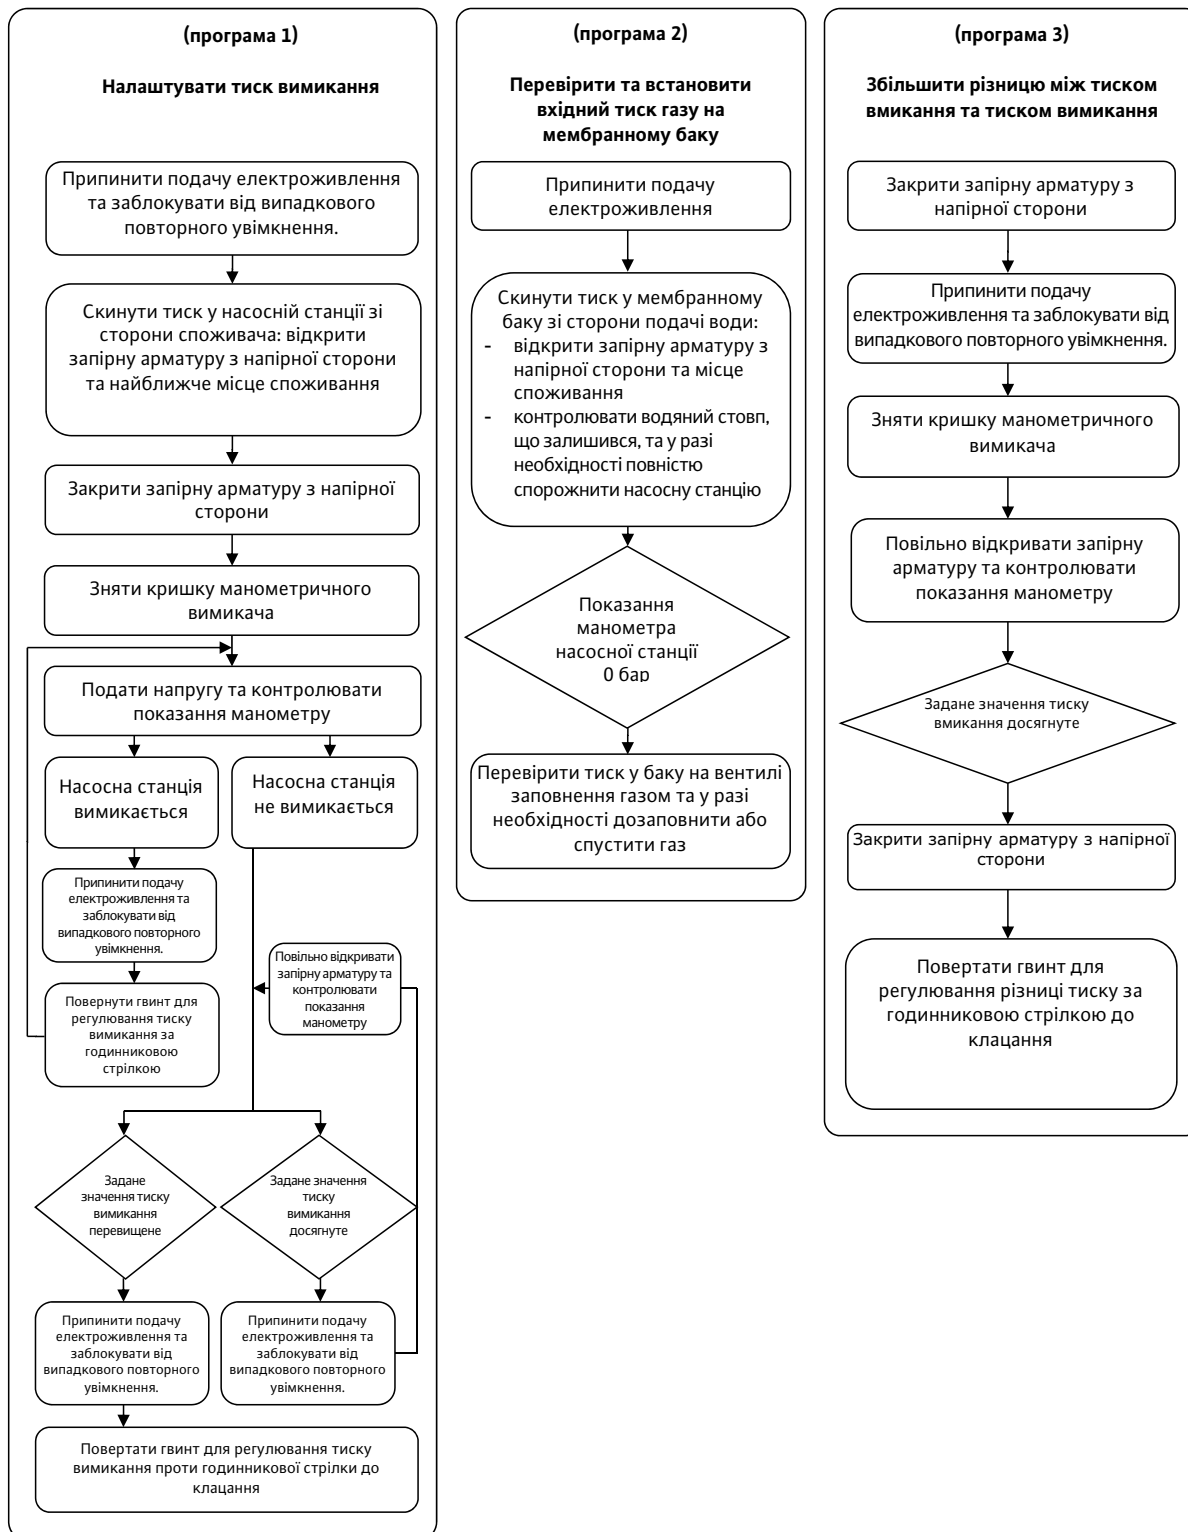 (програма 1)
Налаштувати тиск вимикання
Припинити подачу електроживлення
та заблокувати від випадкового
повторного увімкнення.
Скинути тиск у насосній станції зі
сторони споживача: відкрити
запірну арматуру з напірної сторони
та найближче місце споживання
Закрити запірну арматуру з напірної
сторони
Зняти кришку манометричного
вимикача
Подати напругу та контролювати
показання манометру
Насосна станція
вимикається
Насосна станція
не вимикається
Припинити подачу
електроживлення та
заблокувати від
випадкового повторного
увімкнення.
Повернути гвинт для
регулювання тиску
вимикання за
годинниковою
стрілкою
Повільно відкривати
запірну арматуру та
контролювати
показання
манометру
Задане
значення тиску
вимикання
перевищене
Задане значення
тиску
вимикання
досягнуте
Припинити подачу
електроживлення та
заблокувати від
випадкового повторного
увімкнення.
Припинити подачу
електроживлення та
заблокувати від
випадкового повторного
увімкнення.
Повертати гвинт для регулювання тиску
вимикання проти годинникової стрілки до
клацання
(програма 2)
Перевірити та встановити
вхідний тиск газу на
мембранному баку
Припинити подачу
електроживлення
Скинути тиск у мембранному
баку зі сторони подачі води:
- відкрити запірну арматуру з
напірної сторони та місце
споживання
- контролювати водяний стовп,
що залишився, та у разі
необхідності повністю
спорожнити насосну станцію
Показання
манометра
насосної станції
0 бар
Перевірити тиск у баку на вентилі
заповнення газом та у разі
необхідності дозаповнити або
спустити газ
(програма 3)
Збільшити різницю між тиском
вмикання та тиском вимикання
Закрити запірну арматуру з
напірної сторони
Припинити подачу
електроживлення та заблокувати від
випадкового повторного увімкнення.
Зняти кришку манометричного
вимикача
Повільно відкривати запірну
арматуру та контролювати
показання манометру
Задане значення тиску
вмикання досягнуте
Закрити запірну арматуру з напірної
сторони
Повертати гвинт для
регулювання різниці тиску за
годинниковою стрілкою до
клацання